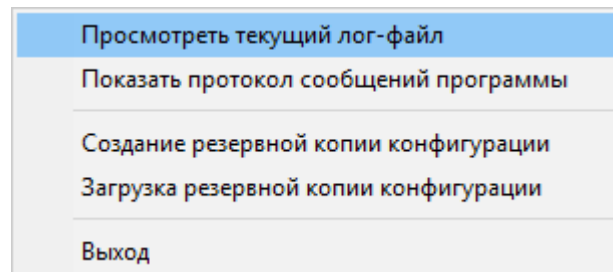 Просмотреть текущий лог-файл
Показать протокол сообщений программы
Создание резервной копии конфигурации
Загрузка резервной копии конфигурации
Выход